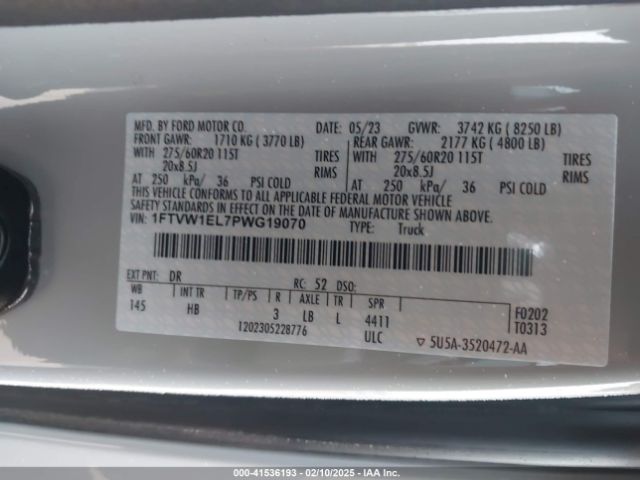 MFD. BY FORD MOTOR CO. DATE: 05/23 GVWR: 3742 KG ( 8250 LB)
FRONT GAWR: 1710 KG ( 3770 LB) REAR GAWR: 2177 KG ( 4800 LB)
WITH 275/60R20 115T TIRES WITH 275/60R20 115T TIRES
20x8.5J RIMS 20x8.5J RIMS
AT 250 kPa/ 36 PSI COLD AT 250 kPa/ 36 PSI COLD
THIS VEHICLE CONFORMS TO ALL APPLICABLE FEDERAL MOTOR VEHICLE
SAFETY STANDARDS IN EFFECT ON THE DATE OF MANUFACTURE SHOWN ABOVE.
VIN: 1FTVW1EL7PWG19070 TYPE: Truck
EXT PNT: DR RC: 52 DSO:
WB INT TR TP/PS R AXLE TR SPR
145 HB 3 LB L 4411
1202305228776 ULC
F0202
T0313
▽ 5U5A-3520472-AA
000-41536193 - 02/10/2025 - IAAI.COM